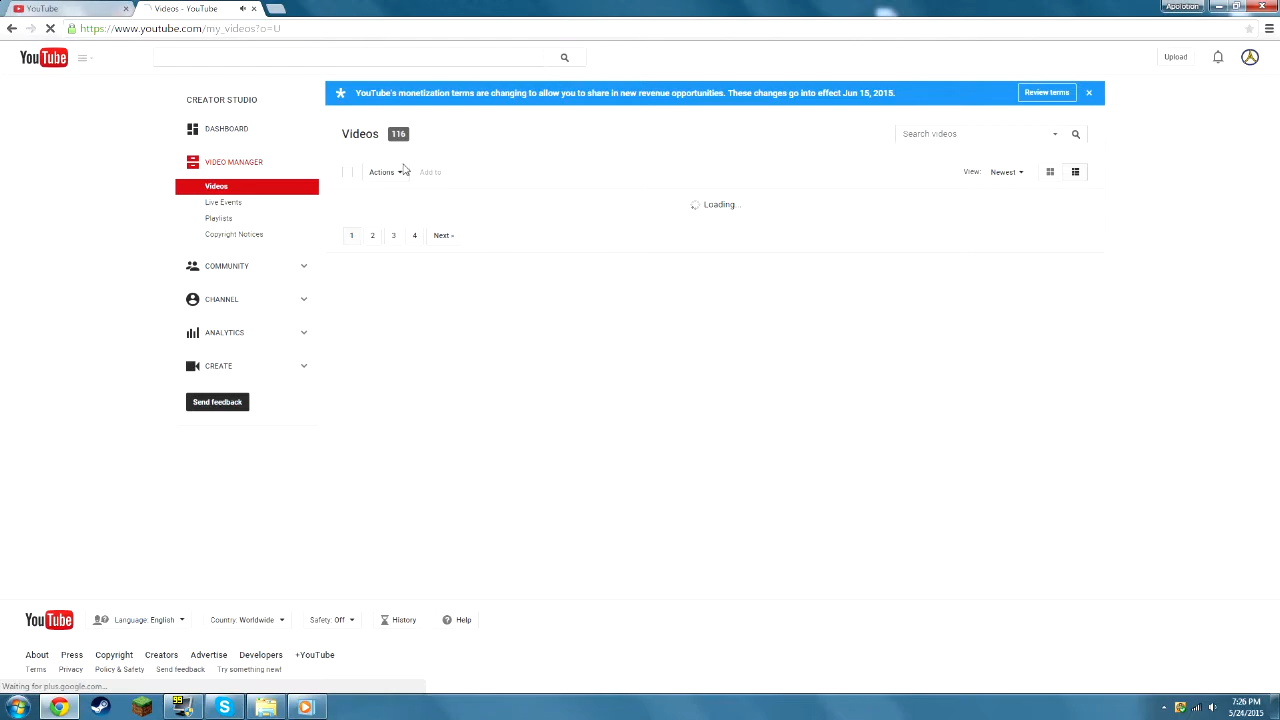 YouTube
Videos - YouTube
Apolotion
https://www.youtube.com/my_videos?o=U
YouTube
Upload
CREATOR STUDIO
YouTube's monetization terms are changing to allow you to share in new revenue opportunities. These changes go into effect Jun 15, 2015.
Review terms
DASHBOARD
VIDEO MANAGER
Videos
Live Events
Playlists
Copyright Notices
COMMUNITY
CHANNEL
ANALYTICS
CREATE
Send feedback
Videos 116
Search videos
Actions
Add to
View: Newest
Loading...
1 2 3 4 Next »
YouTube
Language: English
Country: Worldwide
Safety: Off
History
Help
About Press Copyright Creators Advertise Developers +YouTube
Terms Privacy Policy & Safety Send feedback Try something new!
Waiting for plus.google.com...
7:26 PM
5/24/2015